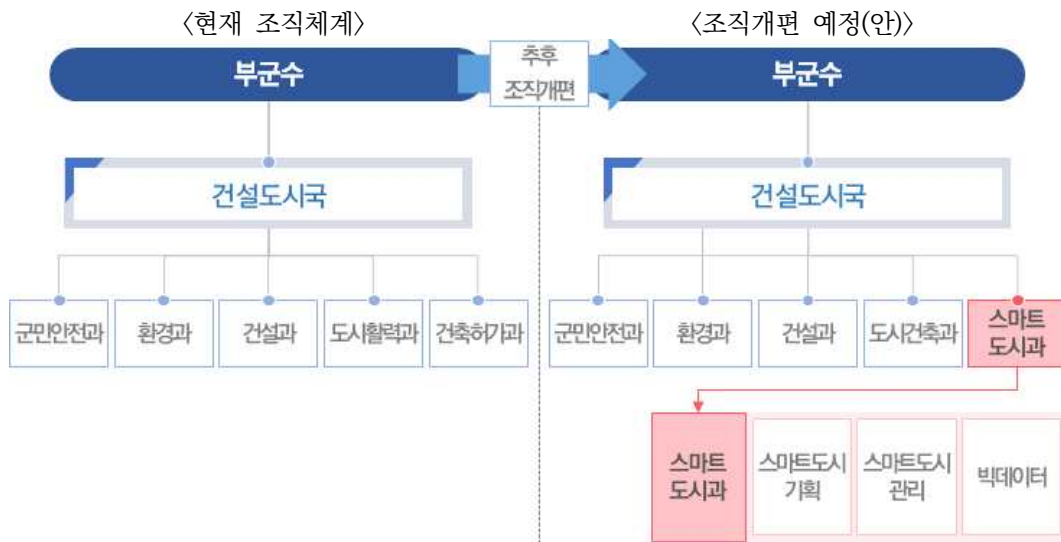 〈현재 조직체계〉
〈조직개편 예정(안)〉
부군수
추후
조직개편
부군수
건설도시국
건설도시국
군민안전과
환경과
건설과
도시활력과
건축허가과
군민안전과
환경과
건설과
도시건축과
스마트
도시과
스마트
도시과
스마트도시
기획
스마트도시
관리
빅데이터